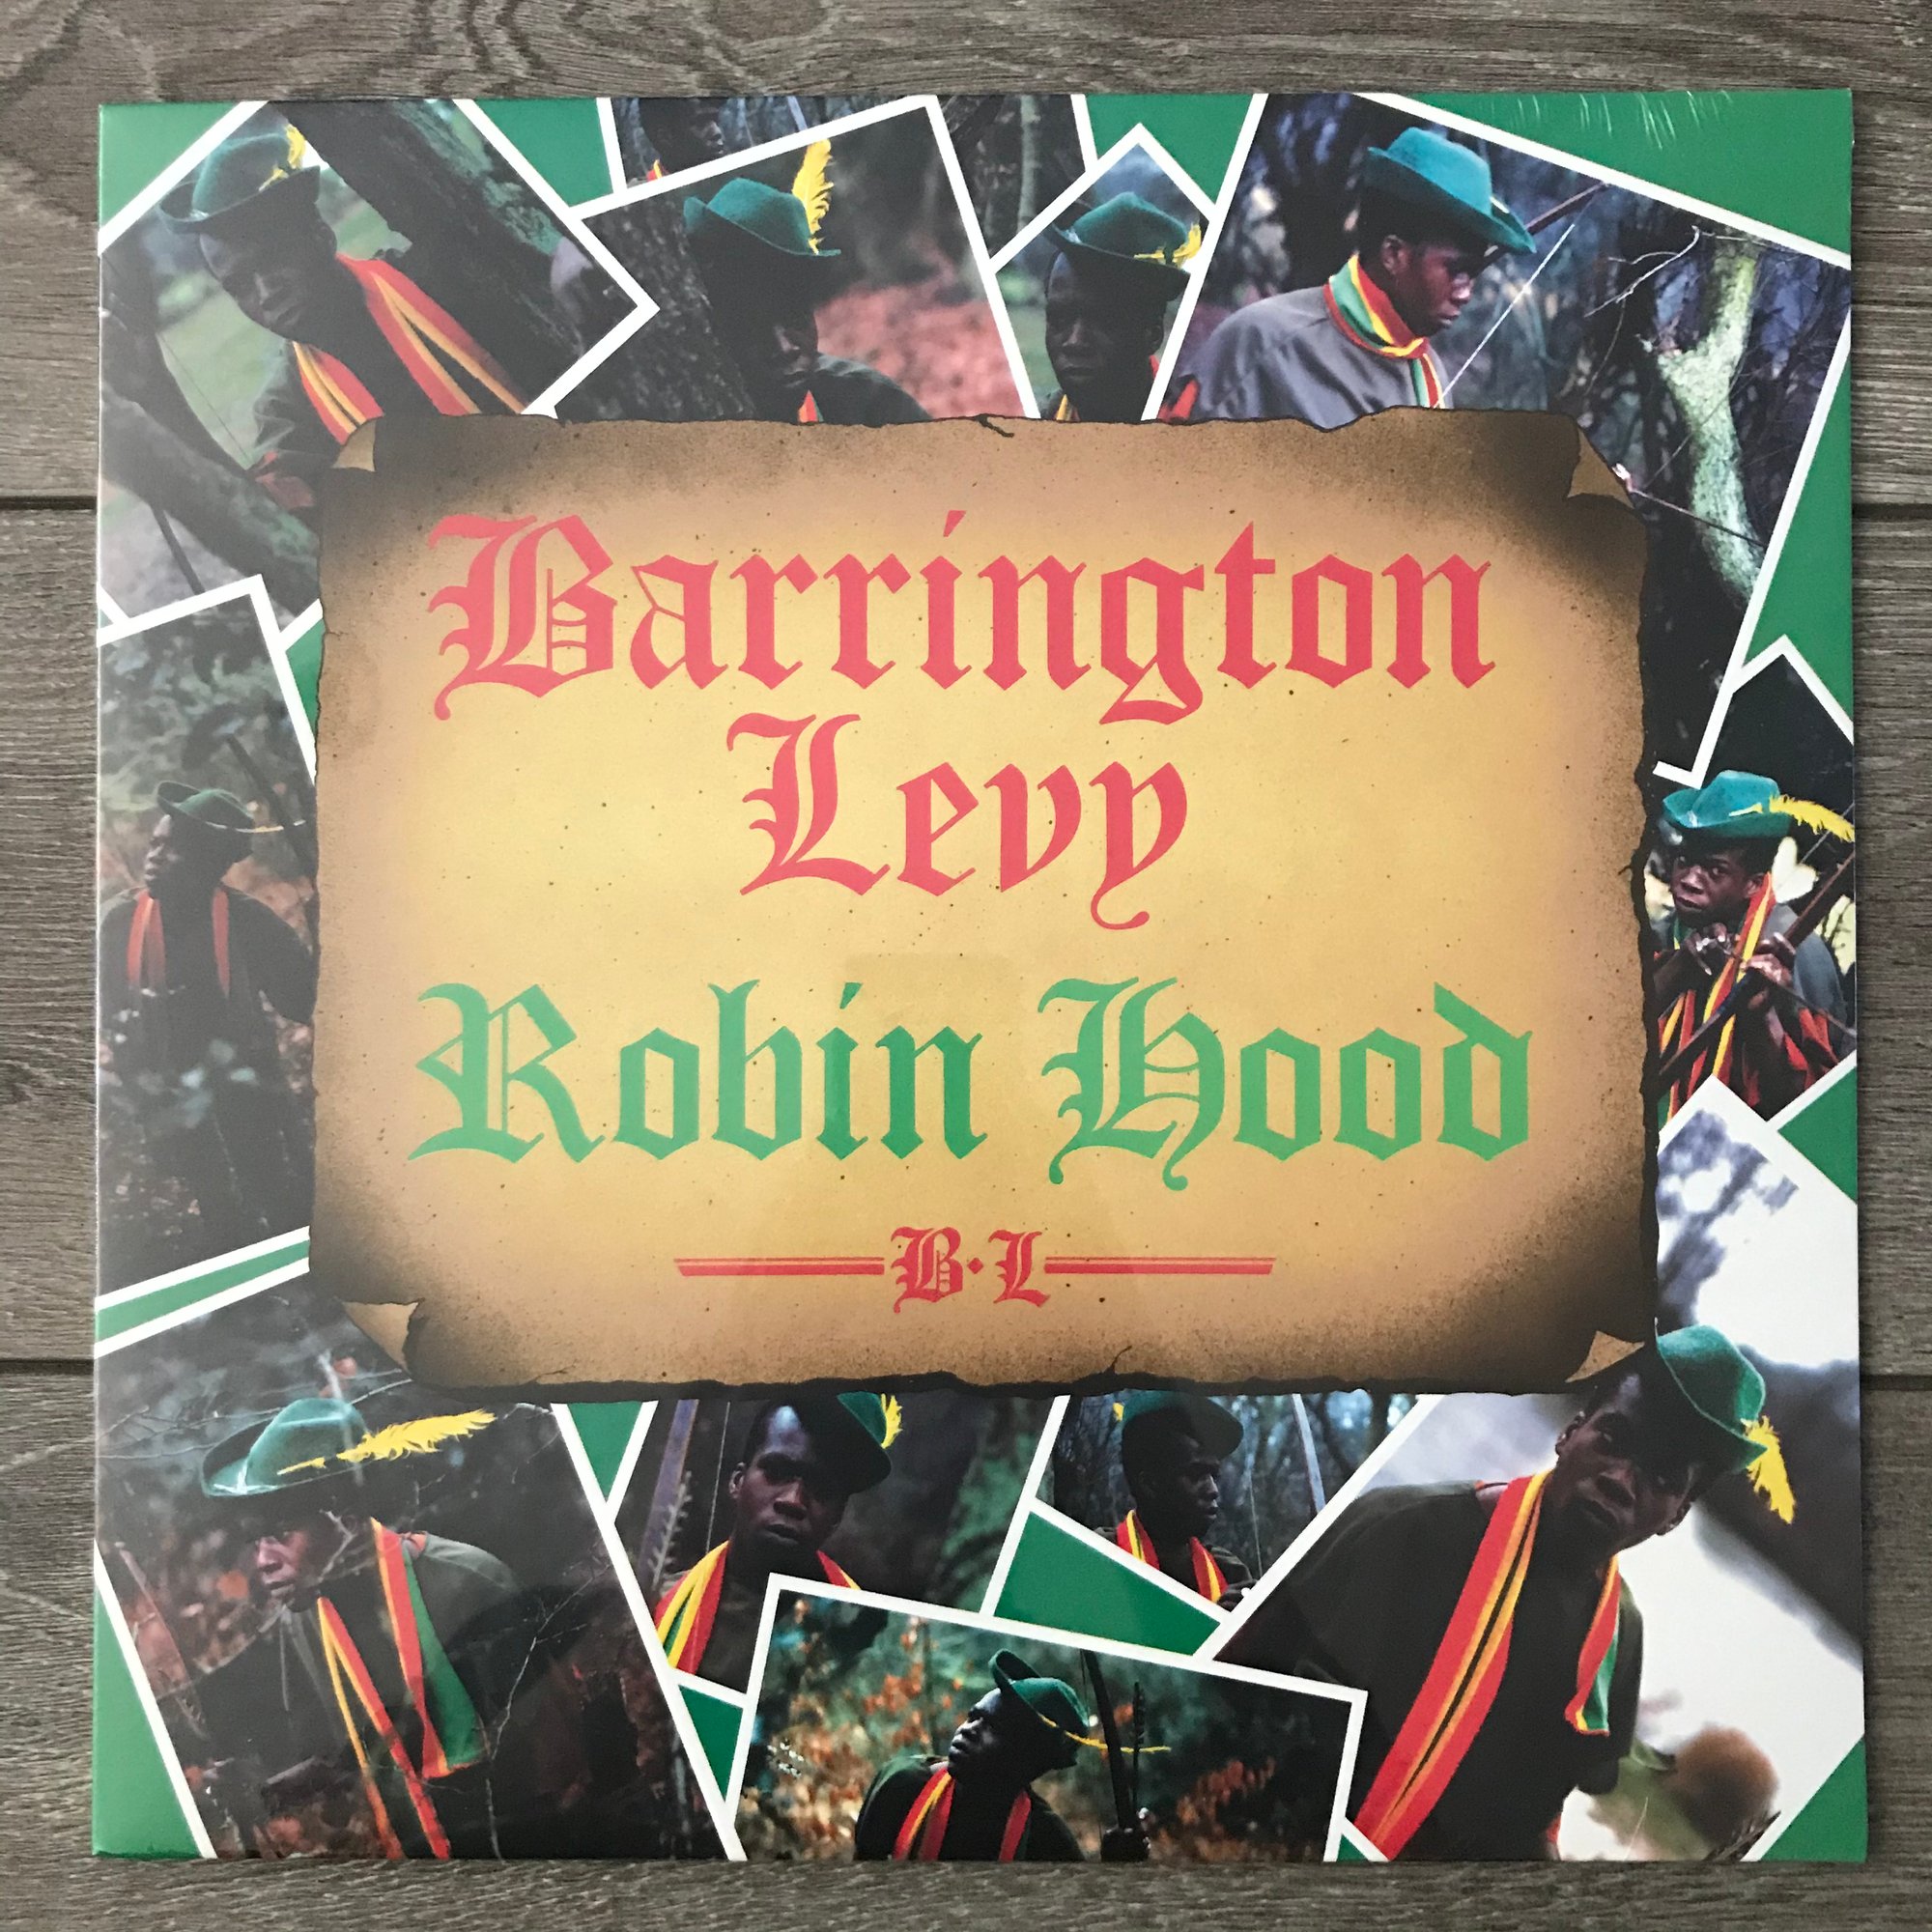 Barrington
Levy
Robin Hood
B·L